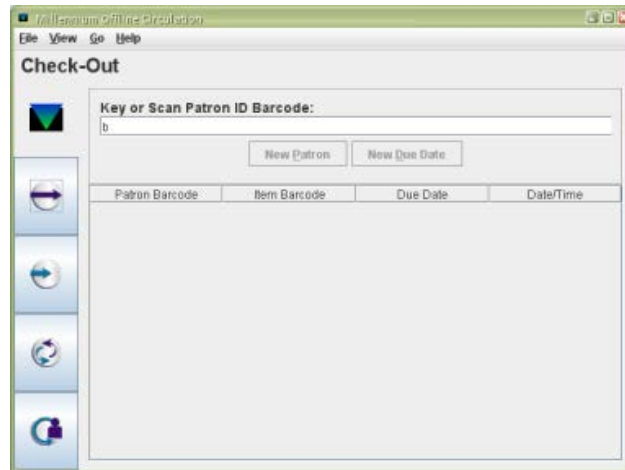 Millennium Offline Circulation
File View Go Help
Check-Out
Key or Scan Patron ID Barcode:
b
New Patron New Due Date
Patron Barcode Item Barcode Due Date Date/Time